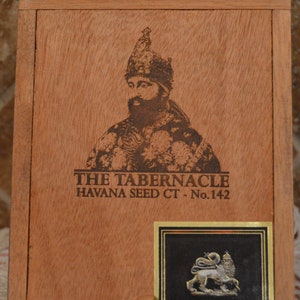 THE TABERNACLE
HAVANA SEED CT - No.142